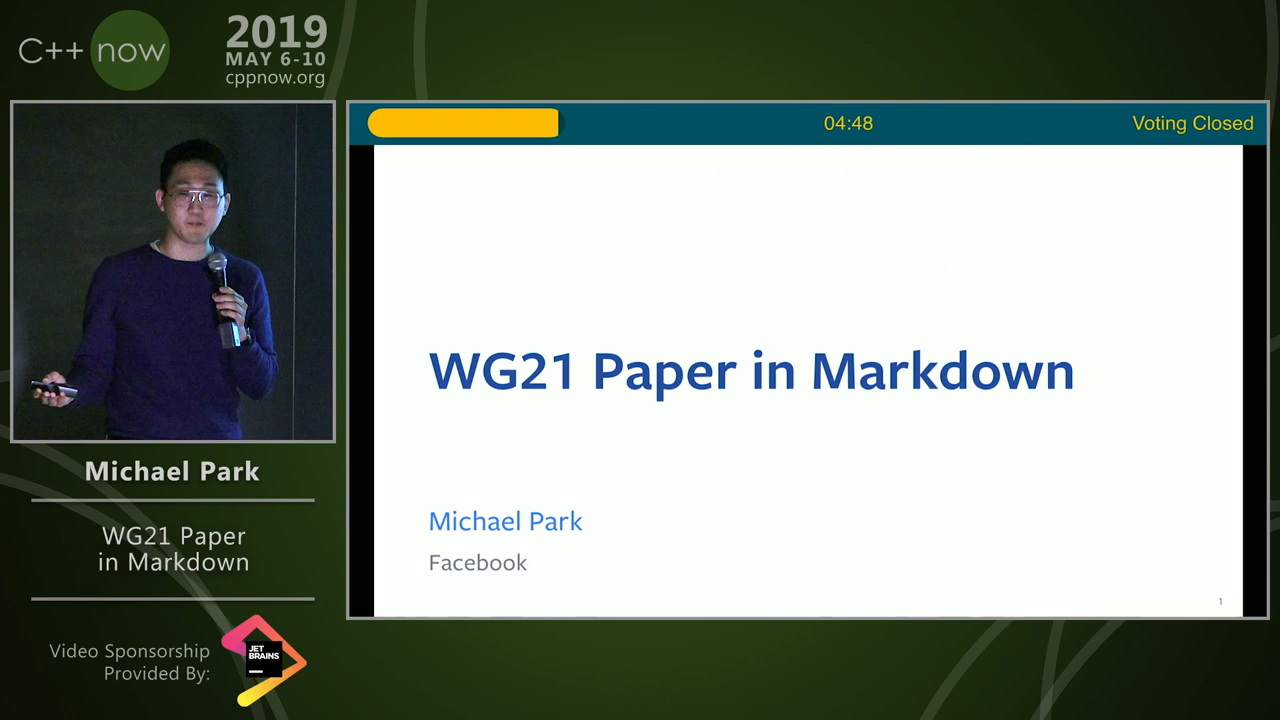 C++ now
2019
MAY 6-10
cppnow.org
04:48
Voting Closed
WG21 Paper in Markdown
Michael Park
Facebook
1
Michael Park
WG21 Paper
in Markdown
Video Sponsorship
Provided By:
JET
BRAINS